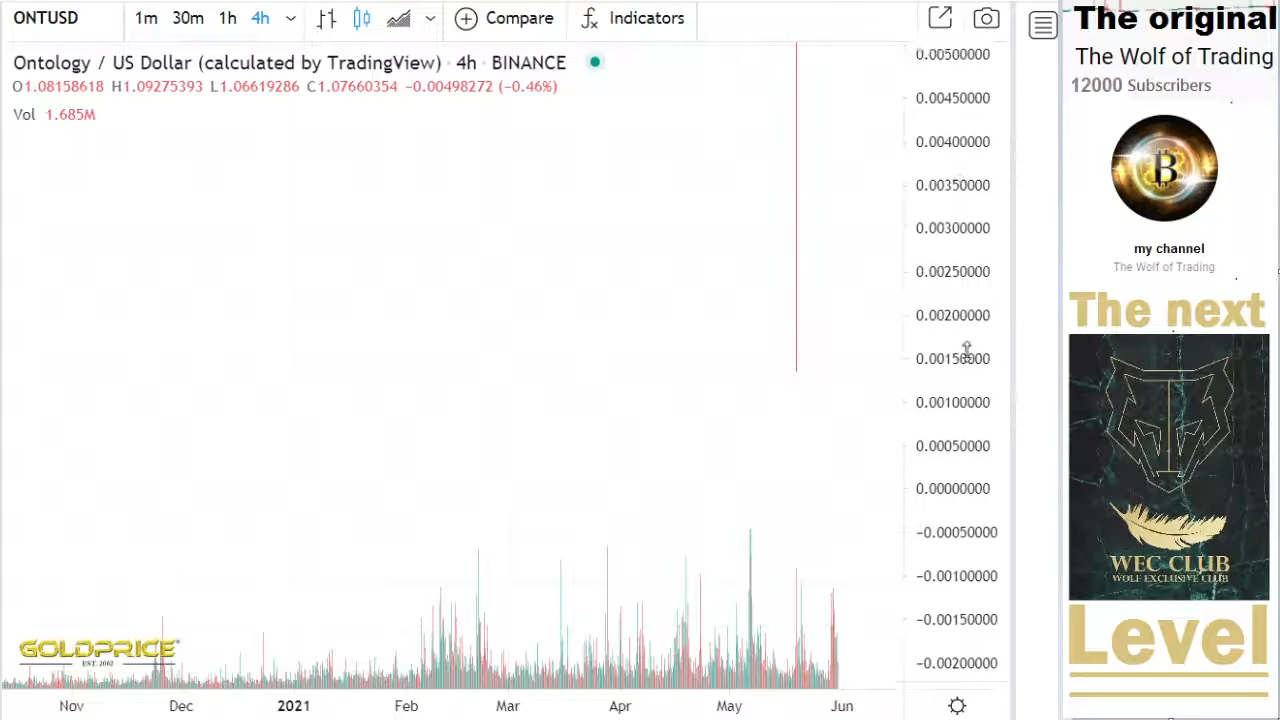 ONTUSD 1m 30m 1h 4h Compare Indicators
Ontology / US Dollar (calculated by TradingView) · 4h · BINANCE
O1.08158618 H1.09275393 L1.06619286 C1.07660354 −0.00498272 (−0.46%)
Vol 1.685M
0.00500000
0.00450000
0.00400000
0.00350000
0.00300000
0.00250000
0.00200000
0.00150000
0.00100000
0.00050000
0.00000000
−0.00050000
−0.00100000
−0.00150000
−0.00200000
GOLDPRICE
EST. 2002
Nov Dec 2021 Feb Mar Apr May Jun
The original
The Wolf of Trading
12000 Subscribers
B
my channel
The Wolf of Trading
The next
WEC CLUB
WOLF EXCLUSIVE CLUB
Level